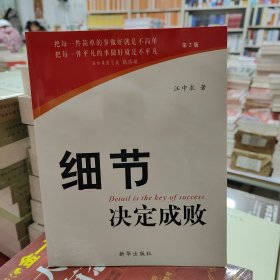 把每一件简单的事做好就是不简单
把每一件平凡的事做好就是不平凡
第2版
汪中求 著
细节
Detail is the key of success
决定成败
新华出版社